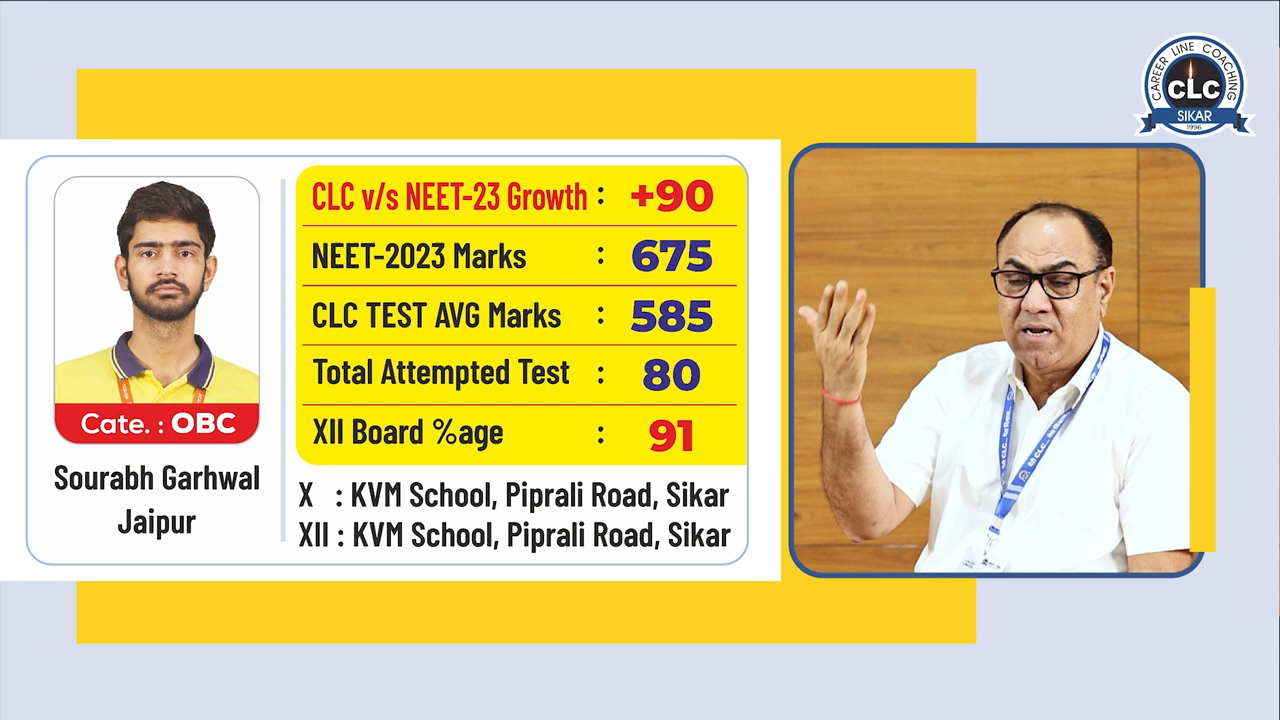 CAREER LINE COACHING
CLC
SIKAR
1996
CLC v/s NEET-23 Growth : +90
NEET-2023 Marks : 675
CLC TEST AVG Marks : 585
Total Attempted Test : 80
XII Board %age : 91
Cate. : OBC
Sourabh Garhwal
Jaipur
X : KVM School, Piprali Road, Sikar
XII : KVM School, Piprali Road, Sikar